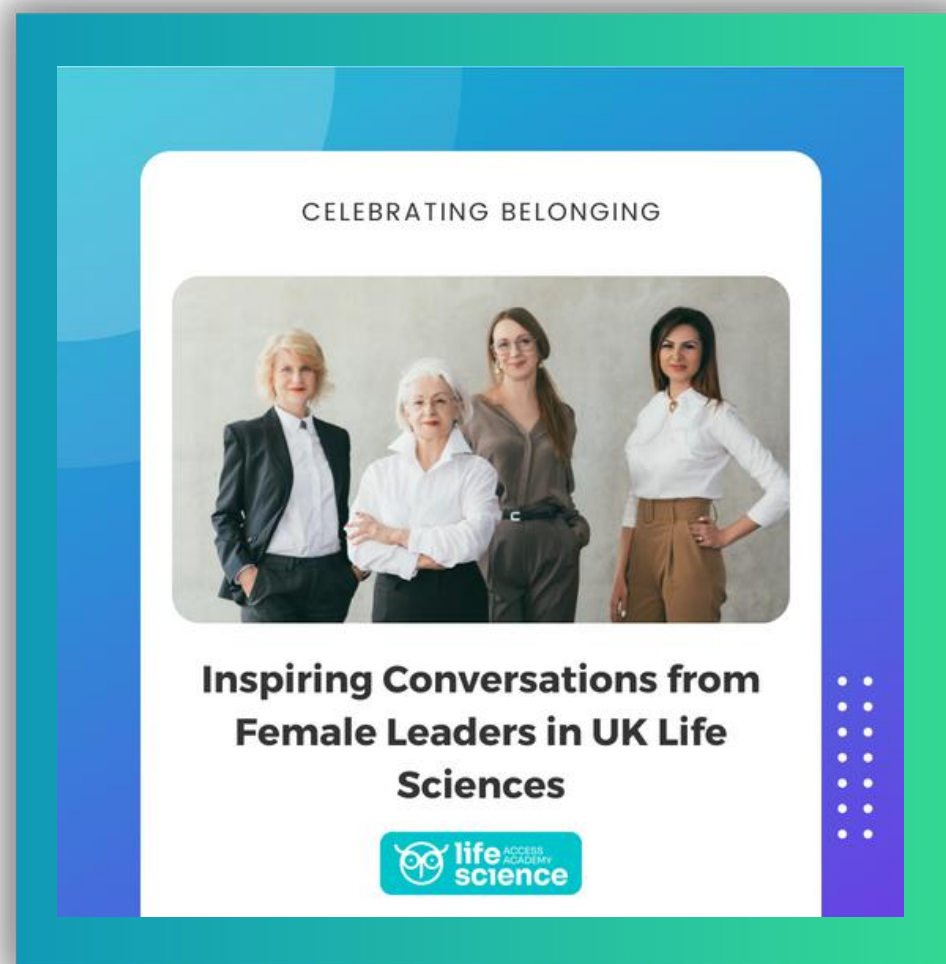 CELEBRATING BELONGING
Inspiring Conversations from
Female Leaders in UK Life
Sciences
life ACCESS
ACADEMY
science